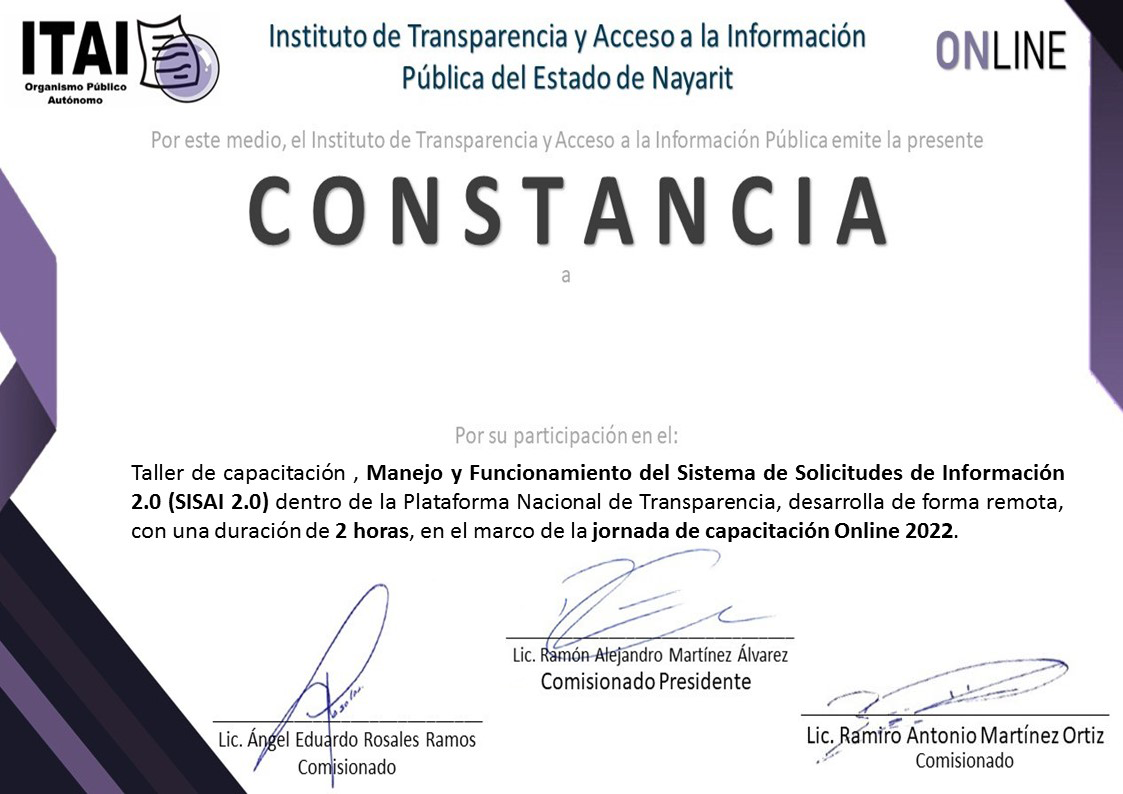 ITAI
Organismo Público
Autónomo
Instituto de Transparencia y Acceso a la Información
Pública del Estado de Nayarit
ONLINE
Por este medio, el Instituto de Transparencia y Acceso a la Información Pública emite la presente
CONSTANCIA
a
Por su participación en el:
Taller de capacitación , Manejo y Funcionamiento del Sistema de Solicitudes de Información
2.0 (SISAI 2.0) dentro de la Plataforma Nacional de Transparencia, desarrolla de forma remota,
con una duración de 2 horas, en el marco de la jornada de capacitación Online 2022.
Lic. Ángel Eduardo Rosales Ramos
Comisionado
Lic. Ramón Alejandro Martínez Álvarez
Comisionado Presidente
Lic. Ramiro Antonio Martínez Ortiz
Comisionado